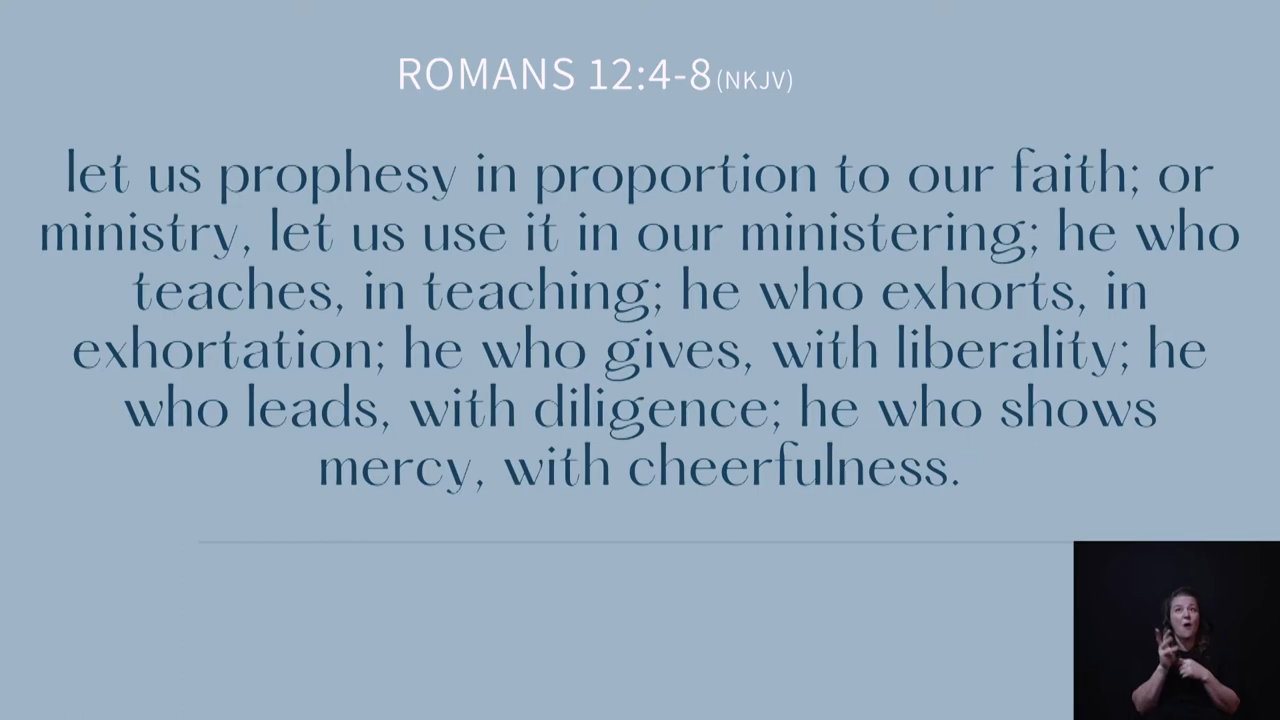 ROMANS 12:4-8 (NKJV)
let us prophesy in proportion to our faith; or
ministry, let us use it in our ministering; he who
teaches, in teaching; he who exhorts, in
exhortation; he who gives, with liberality; he
who leads, with diligence; he who shows
mercy, with cheerfulness.